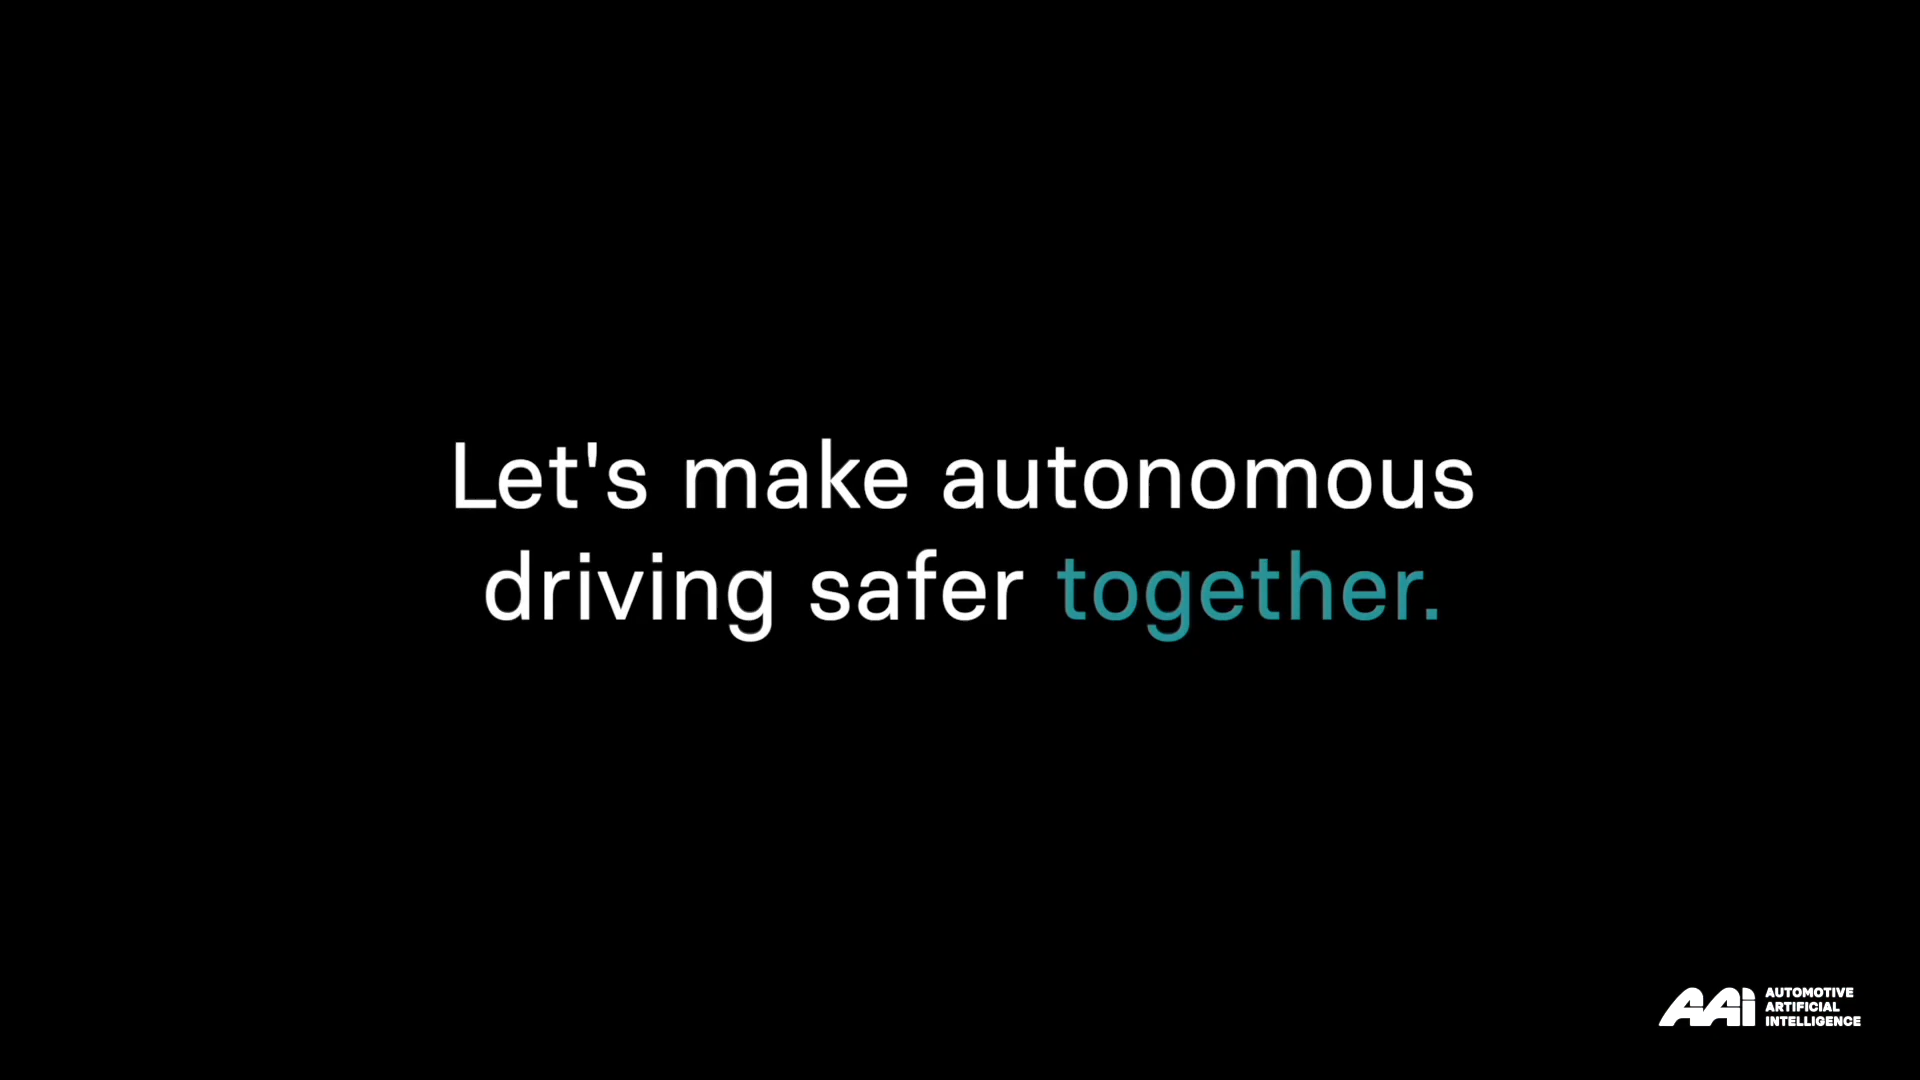 Let's make autonomous
driving safer together.
AAI
AUTOMOTIVE
ARTIFICIAL
INTELLIGENCE